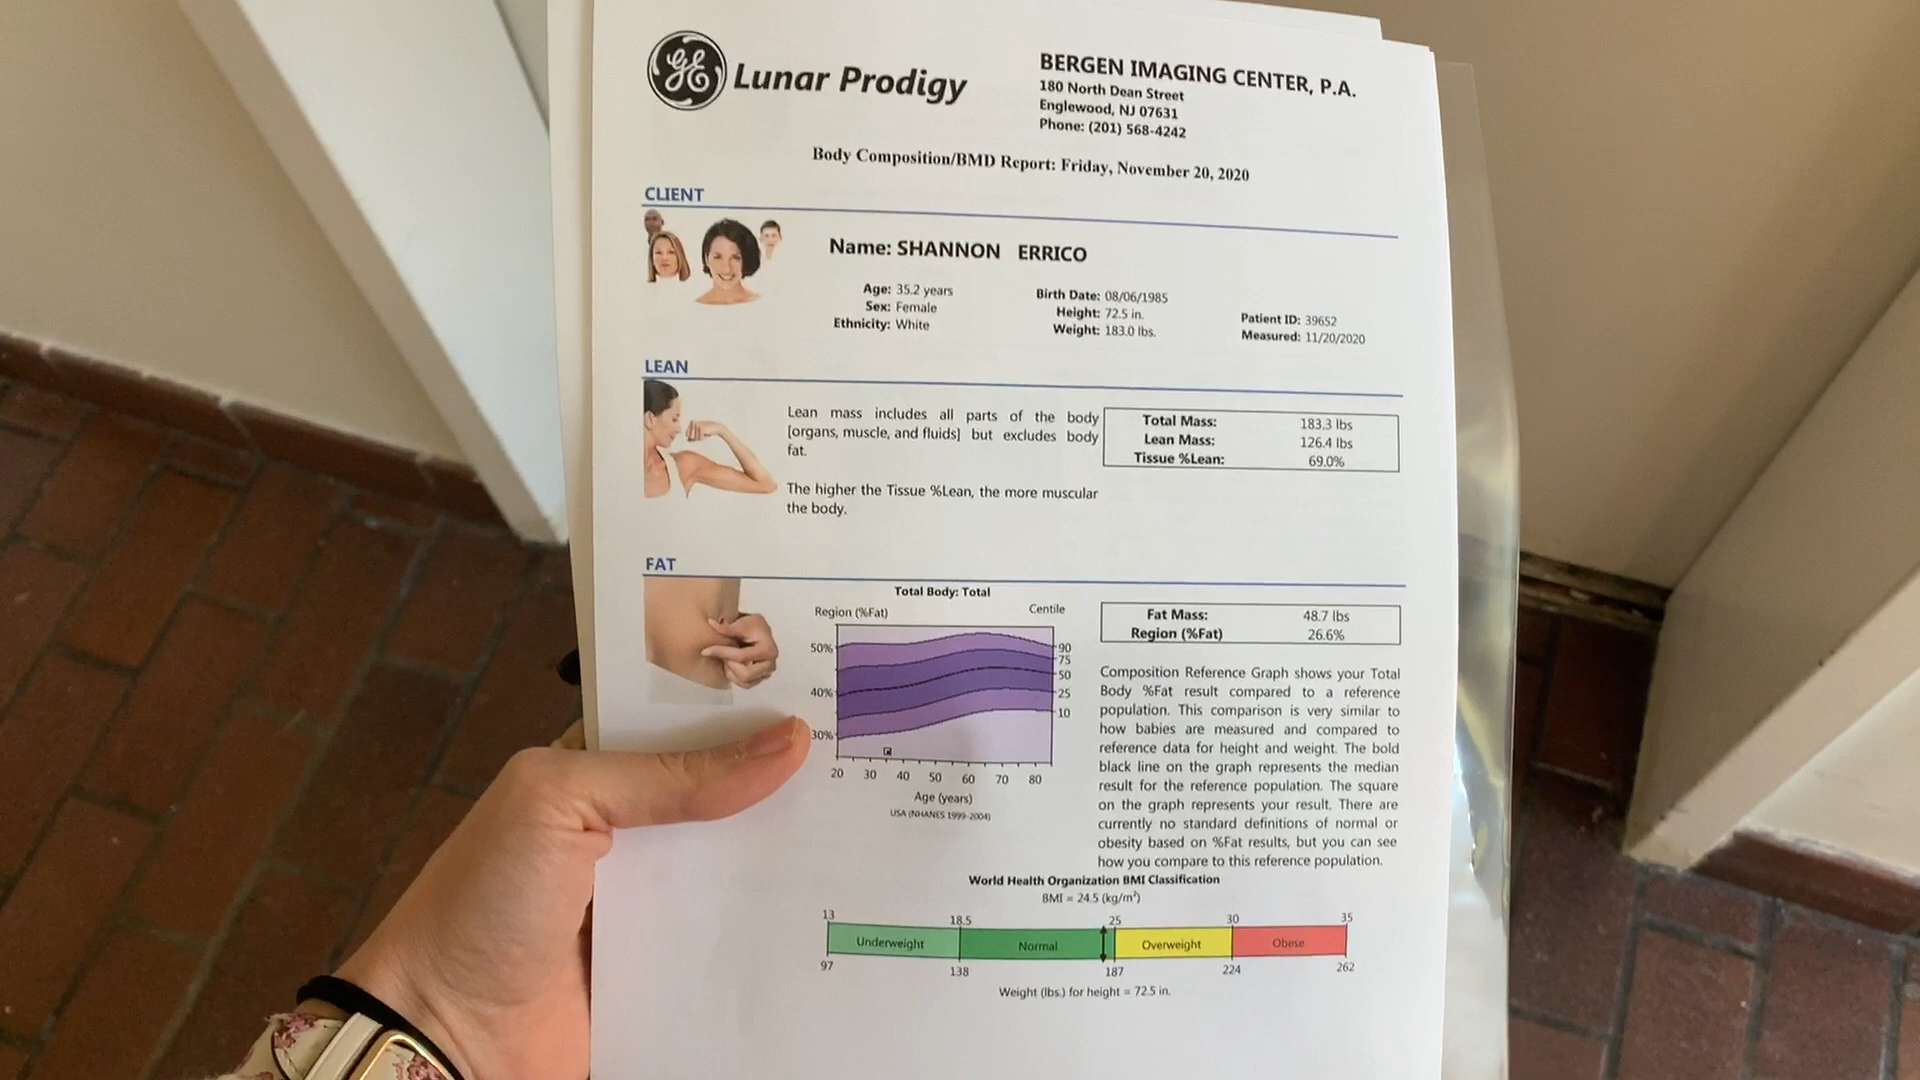 GE Lunar Prodigy
BERGEN IMAGING CENTER, P.A.
180 North Dean Street
Englewood, NJ 07631
Phone: (201) 568-4242
Body Composition/BMD Report: Friday, November 20, 2020
CLIENT
Name: SHANNON ERRICO
Age: 35.2 years
Sex: Female
Ethnicity: White
Birth Date: 08/06/1985
Height: 72.5 in.
Weight: 183.0 lbs.
Patient ID: 39652
Measured: 11/20/2020
LEAN
Lean mass includes all parts of the body
[organs, muscle, and fluids] but excludes body
fat.
The higher the Tissue %Lean, the more muscular
the body.
Total Mass: 183.3 lbs
Lean Mass: 126.4 lbs
Tissue %Lean: 69.0%
FAT
Total Body: Total
Region (%Fat) Centile
50%
40%
30%
90
75
50
25
10
20 30 40 50 60 70 80
Age (years)
USA (NHANES 1999-2004)
Fat Mass: 48.7 lbs
Region (%Fat) 26.6%
Composition Reference Graph shows your Total
Body %Fat result compared to a reference
population. This comparison is very similar to
how babies are measured and compared to
reference data for height and weight. The bold
black line on the graph represents the median
result for the reference population. The square
on the graph represents your result. There are
currently no standard definitions of normal or
obesity based on %Fat results, but you can see
how you compare to this reference population.
World Health Organization BMI Classification
BMI = 24.5 (kg/m²)
13 18.5 25 30 35
Underweight Normal Overweight Obese
97 138 187 224 262
Weight (lbs.) for height = 72.5 in.